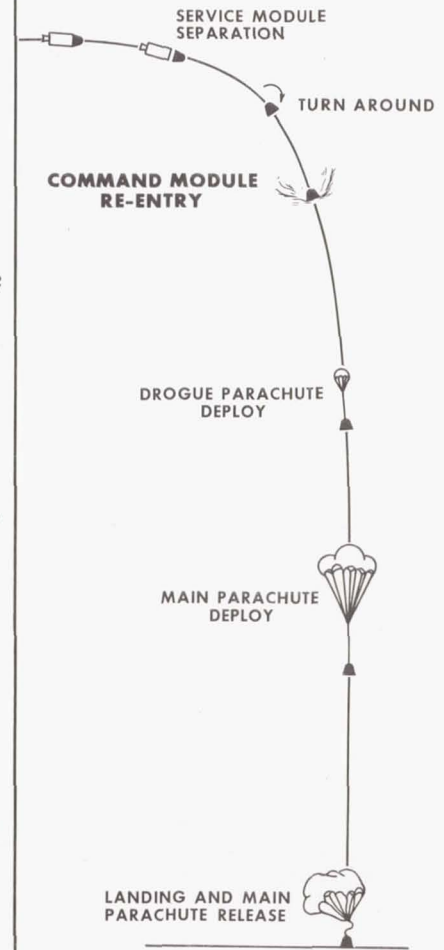 SERVICE MODULE
SEPARATION
TURN AROUND
COMMAND MODULE
RE-ENTRY
DROGUE PARACHUTE
DEPLOY
MAIN PARACHUTE
DEPLOY
LANDING AND MAIN
PARACHUTE RELEASE